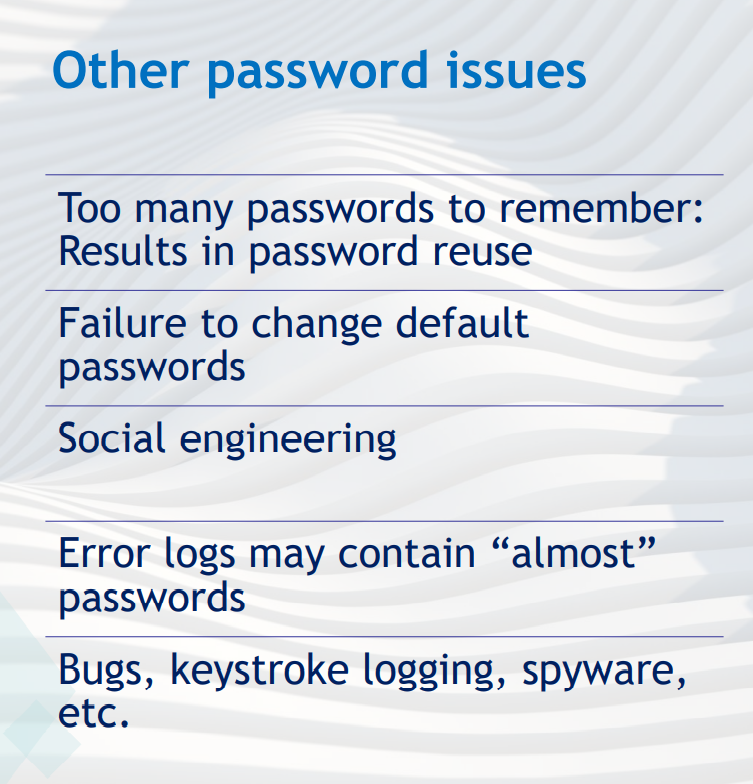 Other password issues
Too many passwords to remember:
Results in password reuse
Failure to change default
passwords
Social engineering
Error logs may contain “almost”
passwords
Bugs, keystroke logging, spyware,
etc.